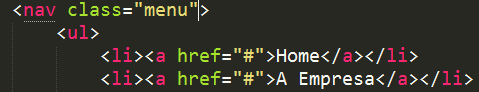 <nav class="menu">
<ul>
<li><a href="#">Home</a></li>
<li><a href="#">A Empresa</a></li>